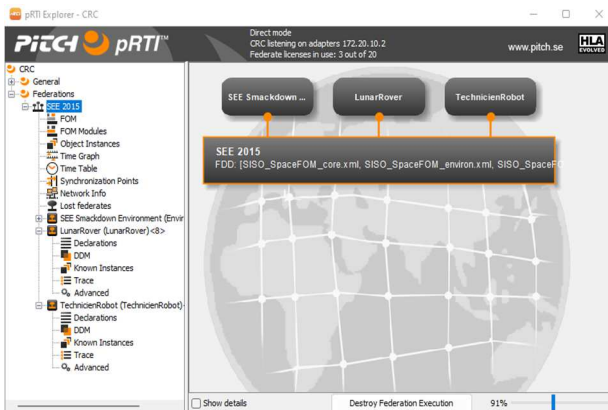 pRTI Explorer - CRC
PITCH pRTI™
Direct mode
CRC listening on adapters 172.20.10.2
Federate licenses in use: 3 out of 20
www.pitch.se
HLA
EVOLVED
CRC
General
Federations
SEE 2015
FOM
FOM Modules
Object Instances
Time Graph
Time Table
Synchronization Points
Network Info
Lost federates
SEE Smackdown Environment (Envir
LunarRover (LunarRover)<8>
Declarations
DDM
Known Instances
Trace
Advanced
TechnicienRobot (TechnicienRobot)
Declarations
DDM
Known Instances
Trace
Advanced
SEE Smackdown ...
LunarRover
TechnicienRobot
SEE 2015
FDD: [SISO_SpaceFOM_core.xml, SISO_SpaceFOM_environ.xml, SISO_SpaceF
Show details
Destroy Federation Execution
91%